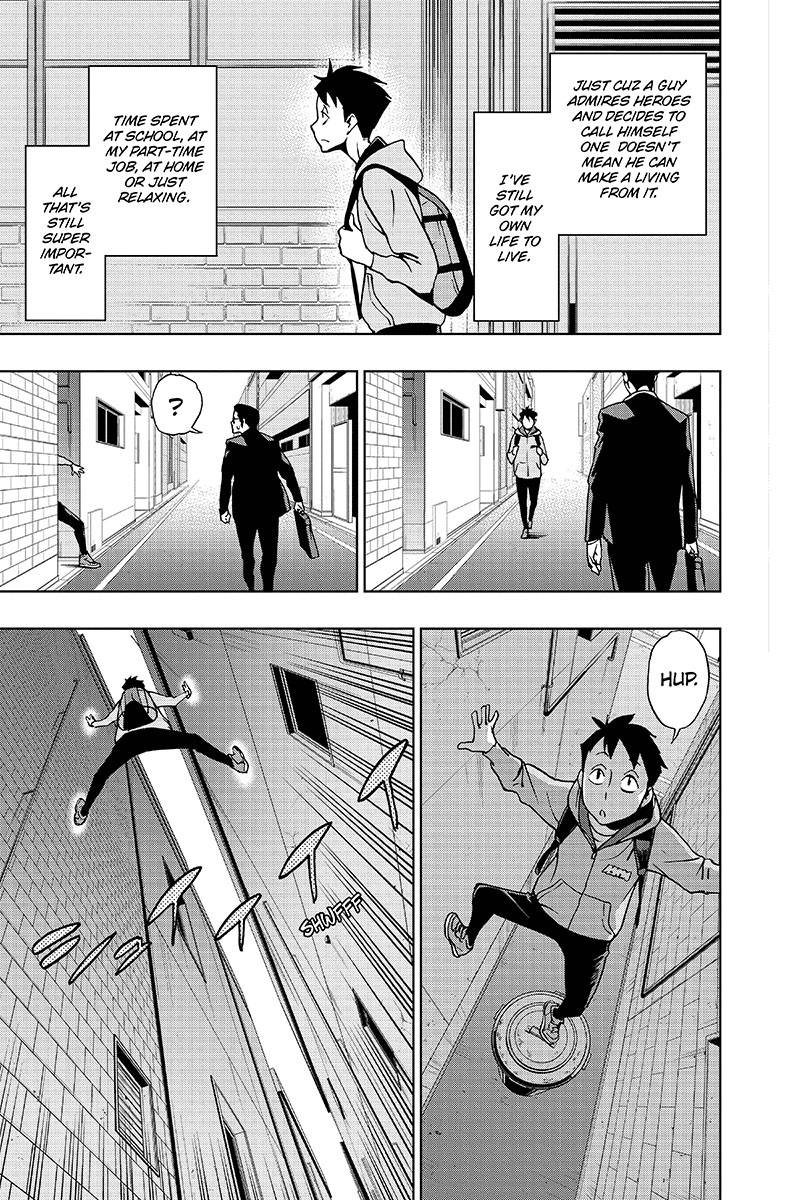 JUST CUZ A GUY
ADMIRES HEROES
AND DECIDES TO
CALL HIMSELF
ONE DOESN'T
MEAN HE CAN
MAKE A LIVING
FROM IT.
I'VE
STILL
GOT MY
OWN
LIFE TO
LIVE.
TIME SPENT
AT SCHOOL, AT
MY PART-TIME
JOB, AT HOME
OR JUST
RELAXING.
ALL
THAT'S
STILL
SUPER
IMPOR-
TANT.
?
HUP.
SHWFFF